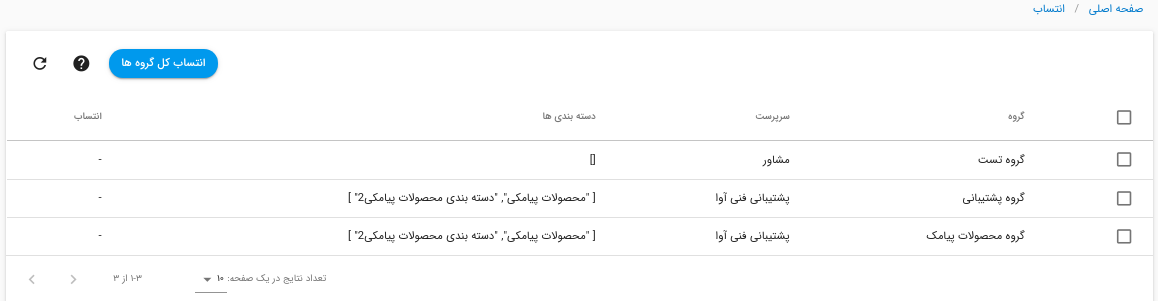 صفحه اصلی / انتساب
انتساب کل گروه ها
گروه سرپرست دسته بندی ها انتساب
گروه تست مشاور [] -
گروه پشتیبانی پشتیبانی فنی آوا [ "محصولات پیامکی", "دسته بندی محصولات پیامکی2" ] -
گروه محصولات پیامک پشتیبانی فنی آوا [ "محصولات پیامکی", "دسته بندی محصولات پیامکی2" ] -
تعداد نتایج در یک صفحه: ۱۰ ۱-۳ از ۳